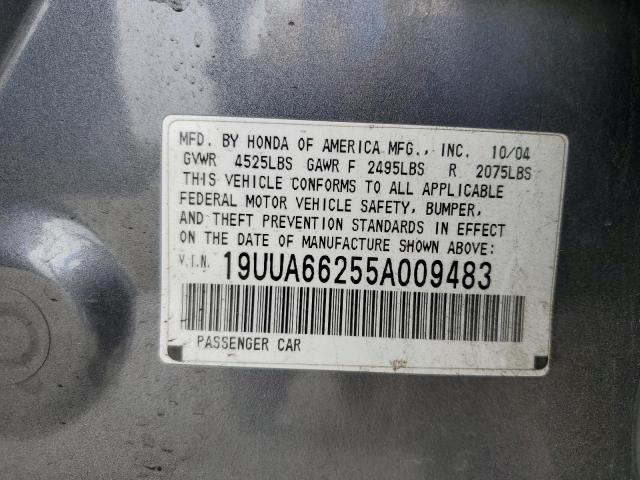 MFD. BY HONDA OF AMERICA MFG., INC. 10/04
GVWR 4525LBS GAWR F 2495LBS R 2075LBS
THIS VEHICLE CONFORMS TO ALL APPLICABLE
FEDERAL MOTOR VEHICLE SAFETY, BUMPER,
AND THEFT PREVENTION STANDARDS IN EFFECT
ON THE DATE OF MANUFACTURE SHOWN ABOVE:
V.I.N. 19UUA66255A009483
PASSENGER CAR